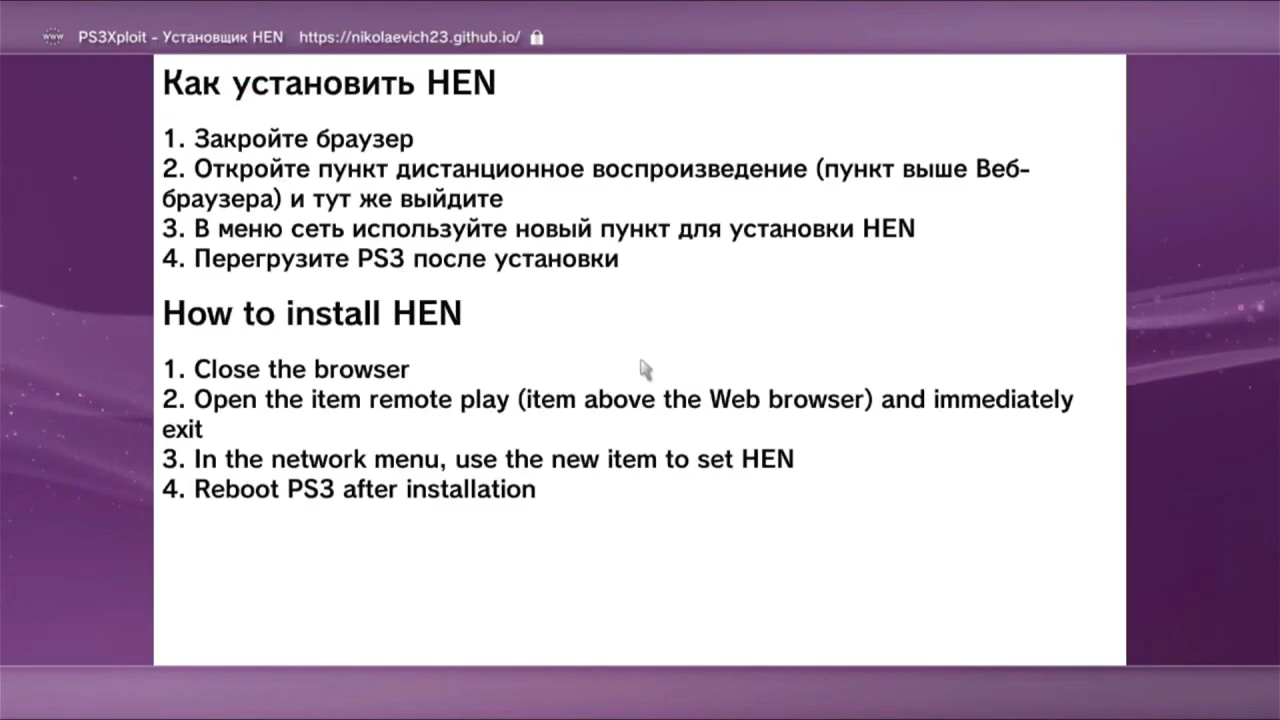 PS3Xploit - Установщик HEN https://nikolaevich23.github.io/
Как установить HEN
1. Закройте браузер
2. Откройте пункт дистанционное воспроизведение (пункт выше Веб-
браузера) и тут же выйдите
3. В меню сеть используйте новый пункт для установки HEN
4. Перегрузите PS3 после установки
How to install HEN
1. Close the browser
2. Open the item remote play (item above the Web browser) and immediately
exit
3. In the network menu, use the new item to set HEN
4. Reboot PS3 after installation